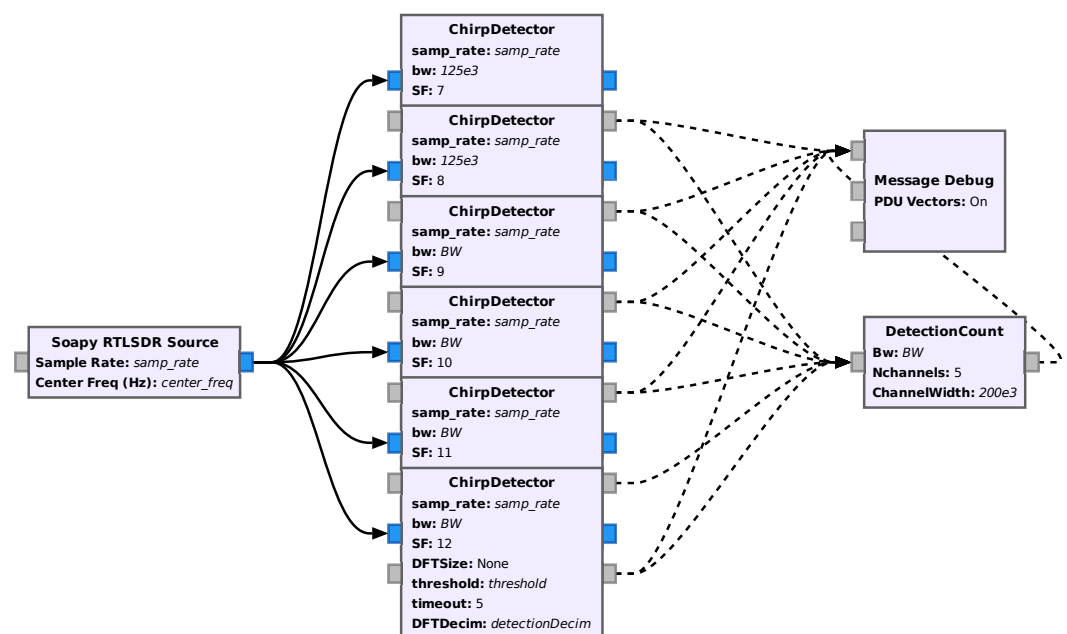 ChirpDetector
samp_rate: samp_rate
bw: 125e3
SF: 7
ChirpDetector
samp_rate: samp_rate
bw: 125e3
SF: 8
ChirpDetector
samp_rate: samp_rate
bw: BW
SF: 9
ChirpDetector
samp_rate: samp_rate
bw: BW
SF: 10
ChirpDetector
samp_rate: samp_rate
bw: BW
SF: 11
ChirpDetector
samp_rate: samp_rate
bw: BW
SF: 12
DFTSize: None
threshold: threshold
timeout: 5
DFTDecim: detectionDecim
Soapy RTLSDR Source
Sample Rate: samp_rate
Center Freq (Hz): center_freq
Message Debug
PDU Vectors: On
DetectionCount
Bw: BW
Nchannels: 5
ChannelWidth: 200e3